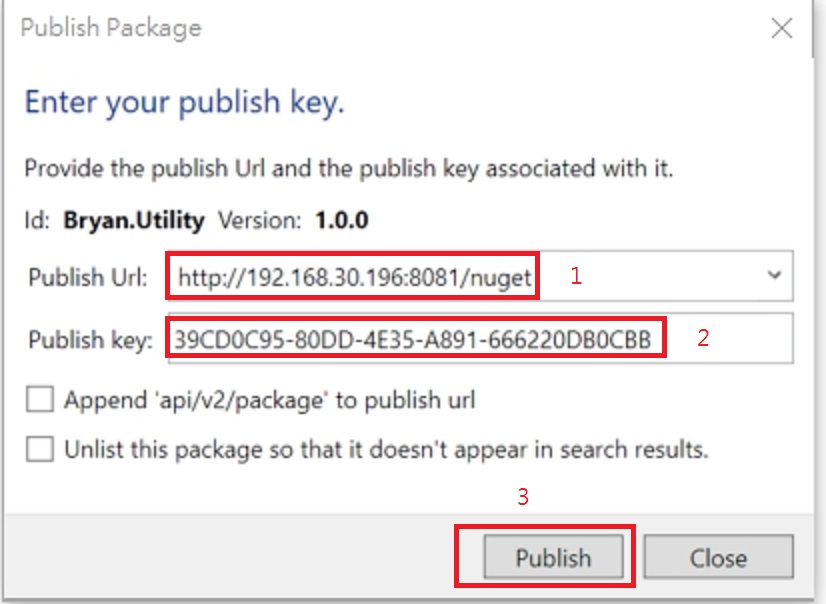 Publish Package
Enter your publish key.
Provide the publish Url and the publish key associated with it.
Id: Bryan.Utility Version: 1.0.0
Publish Url: http://192.168.30.196:8081/nuget 1
Publish key: 39CD0C95-80DD-4E35-A891-666220DB0CBB 2
Append 'api/v2/package' to publish url
Unlist this package so that it doesn't appear in search results.
3
Publish Close